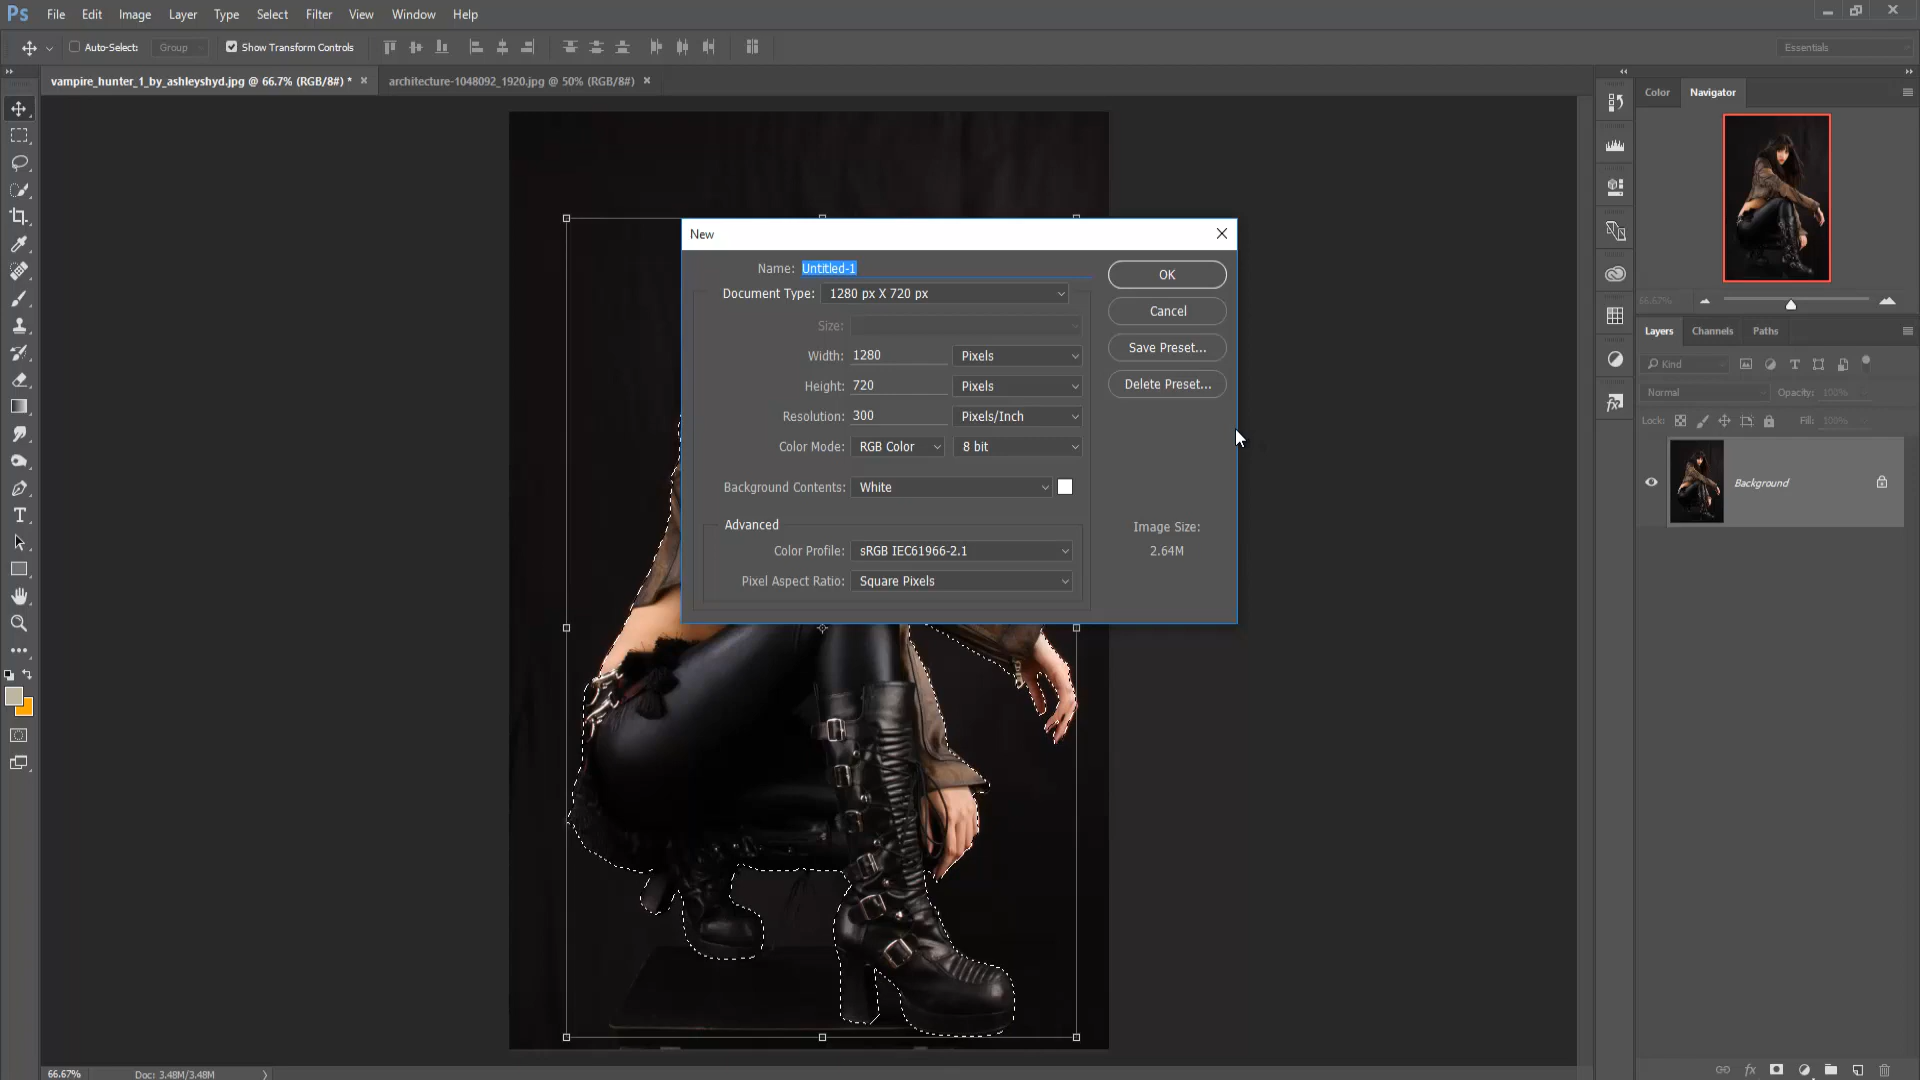 Ps File Edit Image Layer Type Select Filter View Window Help
Auto-Select: Group Show Transform Controls Essentials
vampire_hunter_1_by_ashleyshyd.jpg @ 66.7% (RGB/8#) * × architecture-1048092_1920.jpg @ 50% (RGB/8#) ×
Color Navigator
New
Name: Untitled-1
OK
Document Type: 1280 px X 720 px
Cancel
Size:
Width: 1280 Pixels
Save Preset...
Height: 720 Pixels
Delete Preset...
Resolution: 300 Pixels/Inch
Color Mode: RGB Color 8 bit
Background Contents: White
Advanced
Image Size:
Color Profile: sRGB IEC61966-2.1
2.64M
Pixel Aspect Ratio: Square Pixels
66.67%
Layers Channels Paths
Kind
Normal Opacity: 100%
Lock: Fill: 100%
Background
fx
66.67% Doc: 3.48M/3.48M